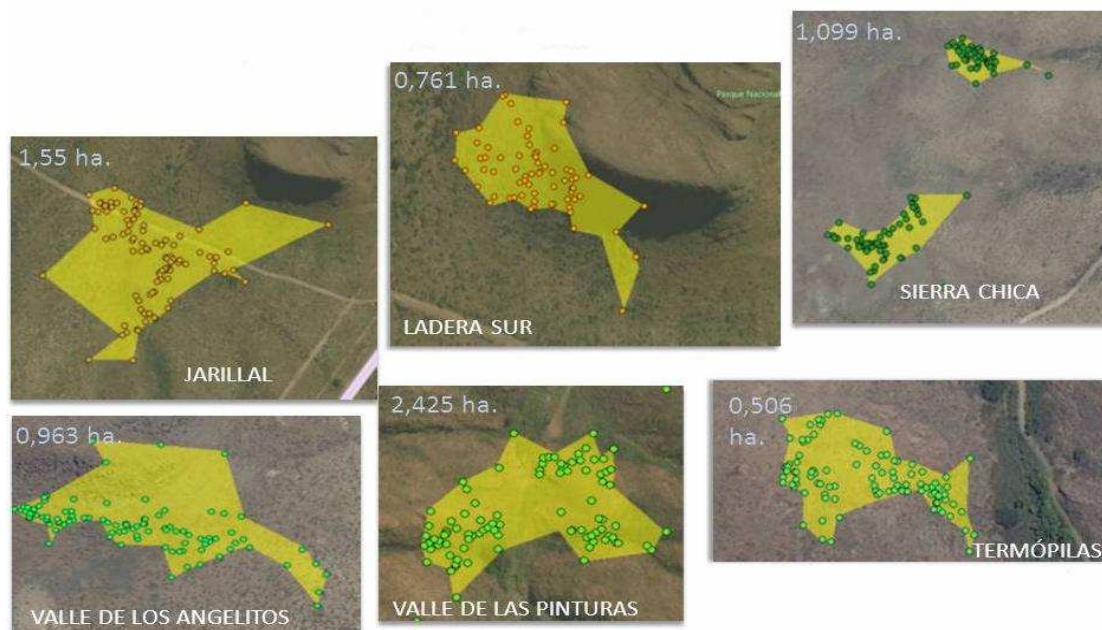 1,099 ha.
0,761 ha.
Parque Nacional
1,55 ha.
SIERRA CHICA
LADERA SUR
JARILLAL
0,963 ha.
2,425 ha.
0,506
ha.
TERMÓPILAS
VALLE DE LOS ANGELITOS
VALLE DE LAS PINTURAS